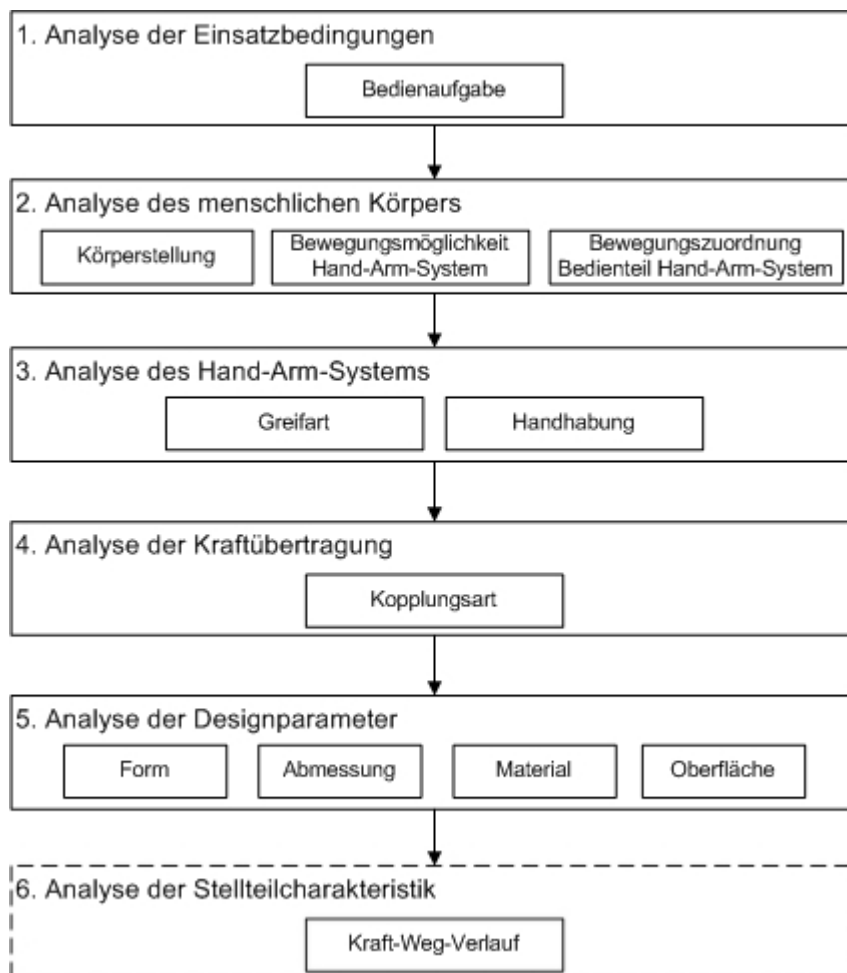 1. Analyse der Einsatzbedingungen
Bedienaufgabe
2. Analyse des menschlichen Körpers
Körperstellung
Bewegungsmöglichkeit
Hand-Arm-System
Bewegungszuordnung
Bedienteil Hand-Arm-System
3. Analyse des Hand-Arm-Systems
Greifart
Handhabung
4. Analyse der Kraftübertragung
Kopplungsart
5. Analyse der Designparameter
Form
Abmessung
Material
Oberfläche
6. Analyse der Stellteilcharakteristik
Kraft-Weg-Verlauf